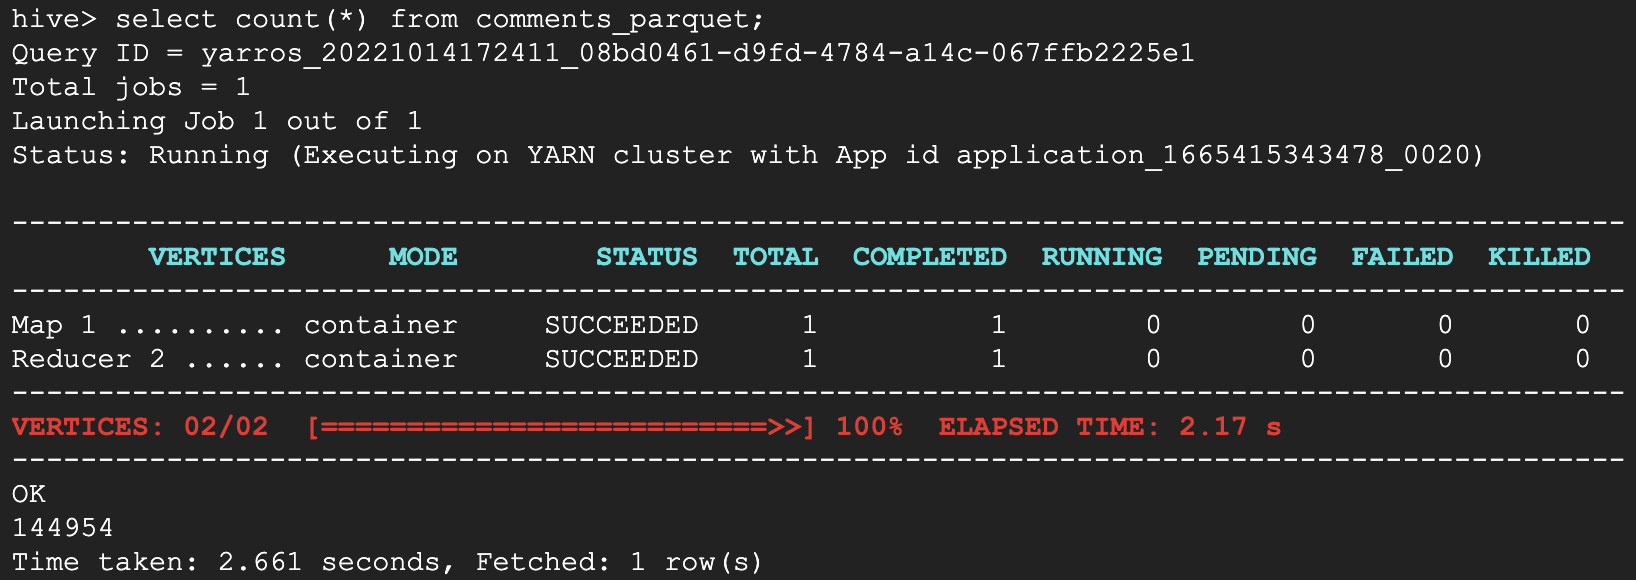 hive> select count(*) from comments_parquet;
Query ID = yarros_20221014172411_08bd0461-d9fd-4784-a14c-067ffb2225e1
Total jobs = 1
Launching Job 1 out of 1
Status: Running (Executing on YARN cluster with App id application_1665415343478_0020)

----------------------------------------------------------------------------------------------
        VERTICES      MODE        STATUS  TOTAL  COMPLETED  RUNNING  PENDING  FAILED  KILLED
----------------------------------------------------------------------------------------------
Map 1 .......... container     SUCCEEDED      1          1        0        0       0       0
Reducer 2 ...... container     SUCCEEDED      1          1        0        0       0       0
----------------------------------------------------------------------------------------------
VERTICES: 02/02  [==========================>>] 100%  ELAPSED TIME: 2.17 s
----------------------------------------------------------------------------------------------
OK
144954
Time taken: 2.661 seconds, Fetched: 1 row(s)